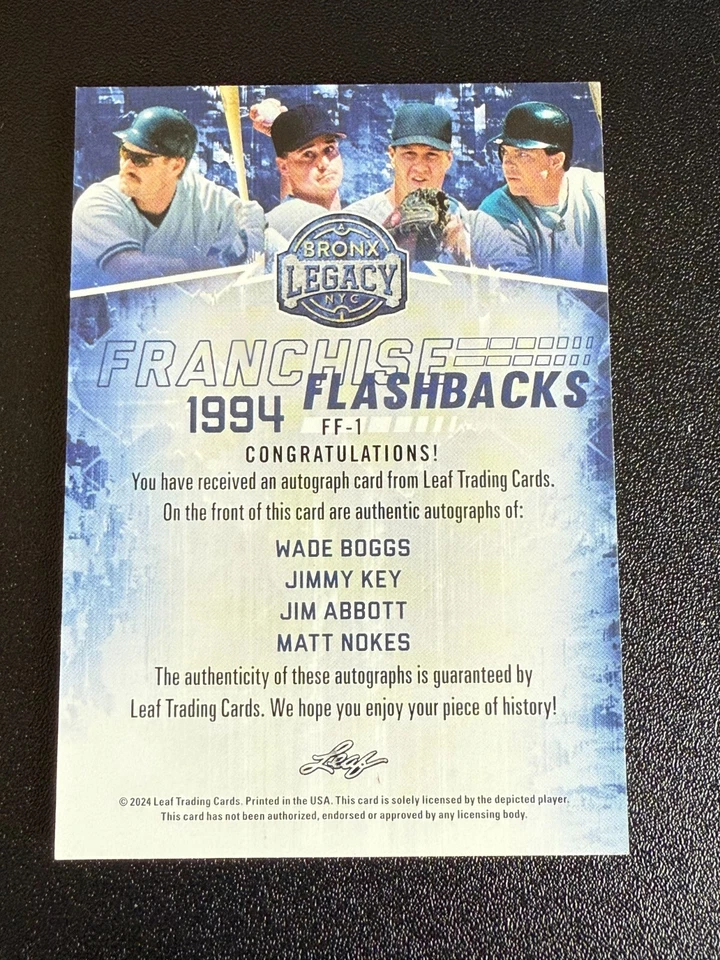 BRONX
LEGACY
NYC
FRANCHISE
FLASHBACKS
1994
FF-1
CONGRATULATIONS!
You have received an autograph card from Leaf Trading Cards.
On the front of this card are authentic autographs of:
WADE BOGGS
JIMMY KEY
JIM ABBOTT
MATT NOKES
The authenticity of these autographs is guaranteed by
Leaf Trading Cards. We hope you enjoy your piece of history!
Leaf
© 2024 Leaf Trading Cards. Printed in the USA. This card is solely licensed by the depicted player.
This card has not been authorized, endorsed or approved by any licensing body.